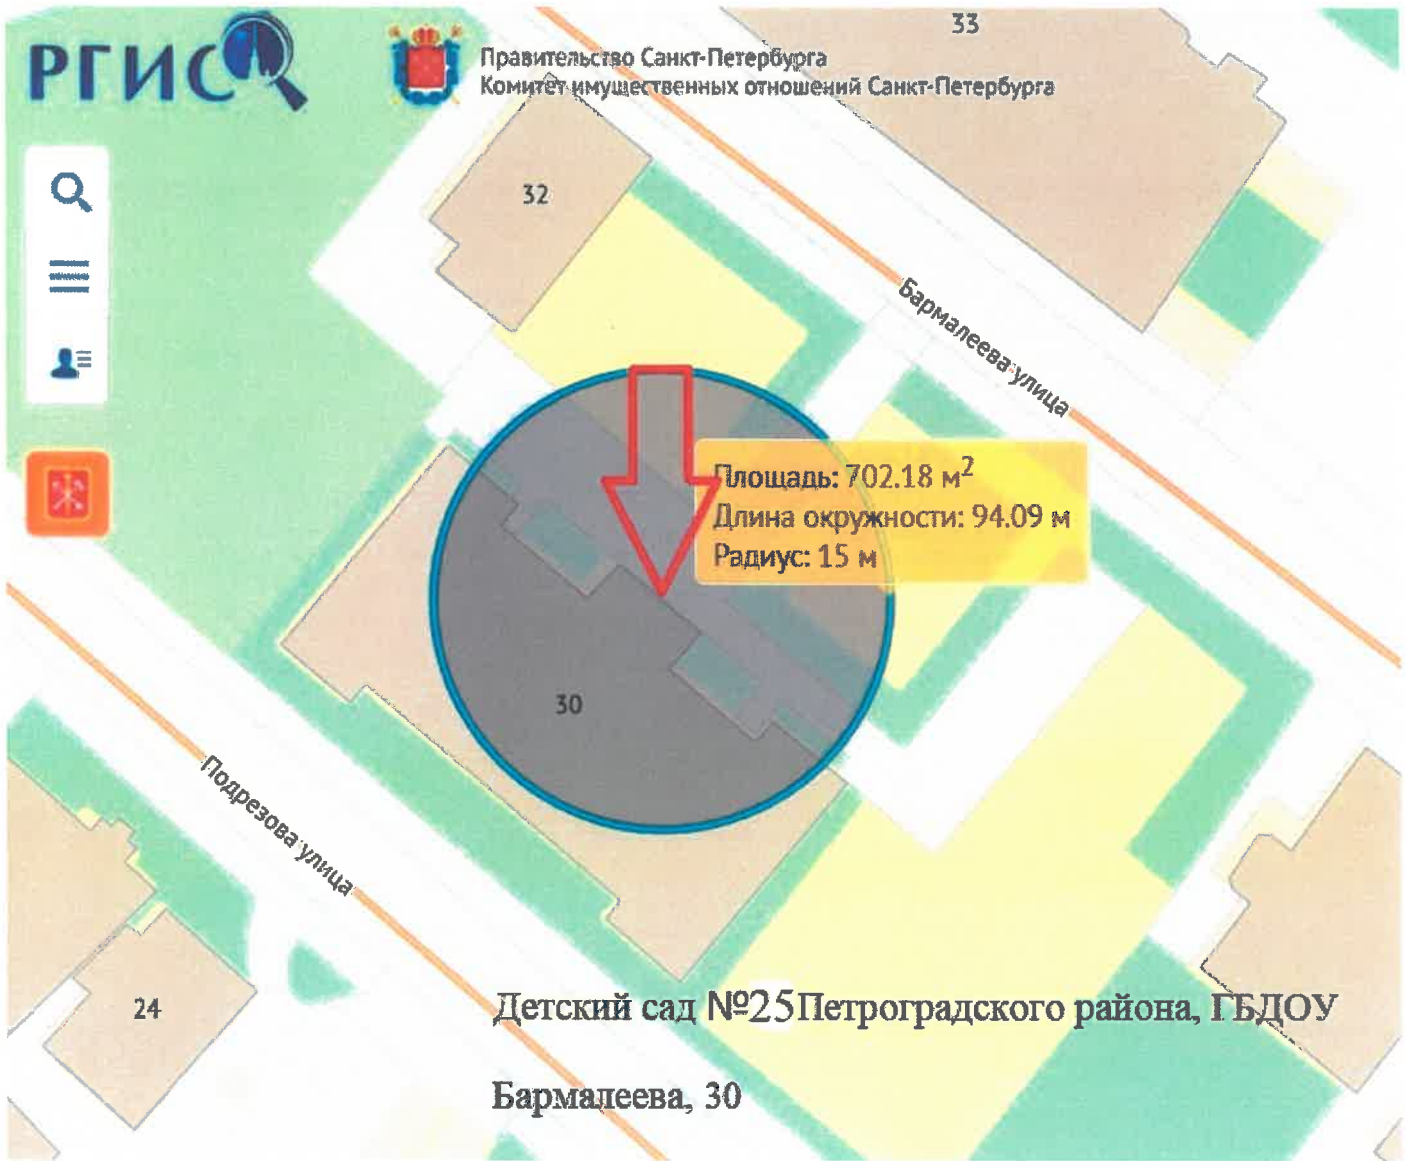 33
РГИС
Правительство Санкт-Петербурга
Комитет имущественных отношений Санкт-Петербурга
32
Бармалеева улица
Площадь: 702.18 м²
Длина окружности: 94.09 м
Радиус: 15 м
30
Подрезова улица
24
Детский сад №25Петроградского района, ГБДОУ
Бармалеева, 30